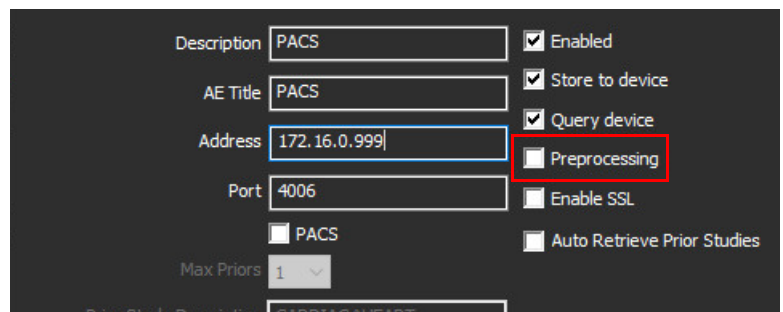 Description PACS Enabled
AE Title PACS Store to device
Query device
Address 172.16.0.999
Preprocessing
Port 4006 Enable SSL
PACS Auto Retrieve Prior Studies
Max Priors 1